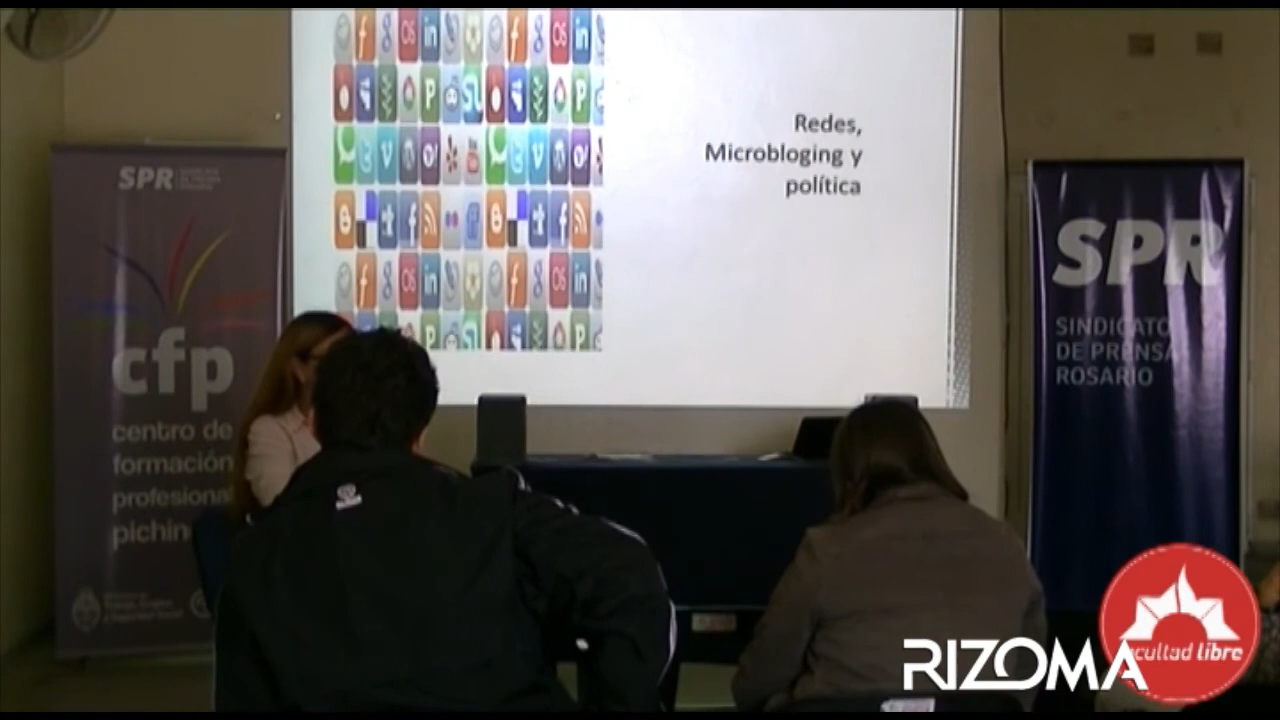 SPR
cfp
centro de
formación
profesional
pichin
Redes,
Microbloging y
política
SPR
SINDICATO
DE PRENSA
ROSARIO
RIZOMA
acultad libre